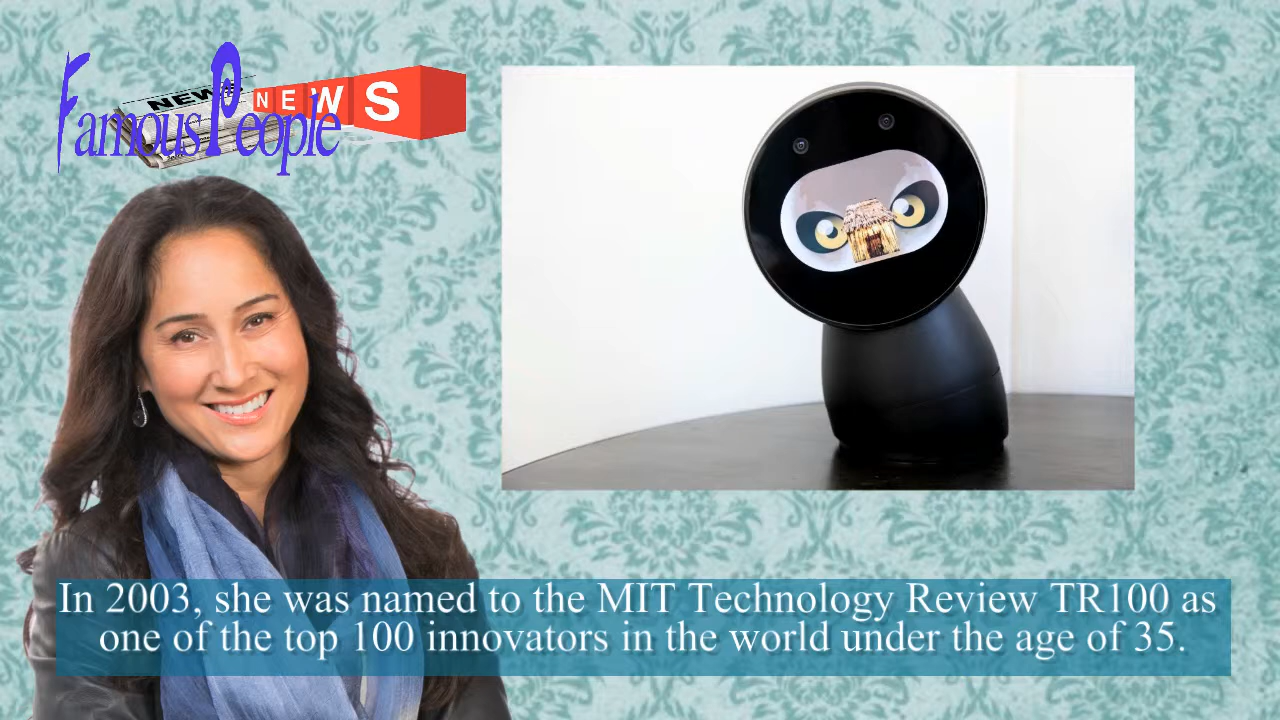 Famous People
NEWS
NEWS
In 2003, she was named to the MIT Technology Review TR100 as
one of the top 100 innovators in the world under the age of 35.